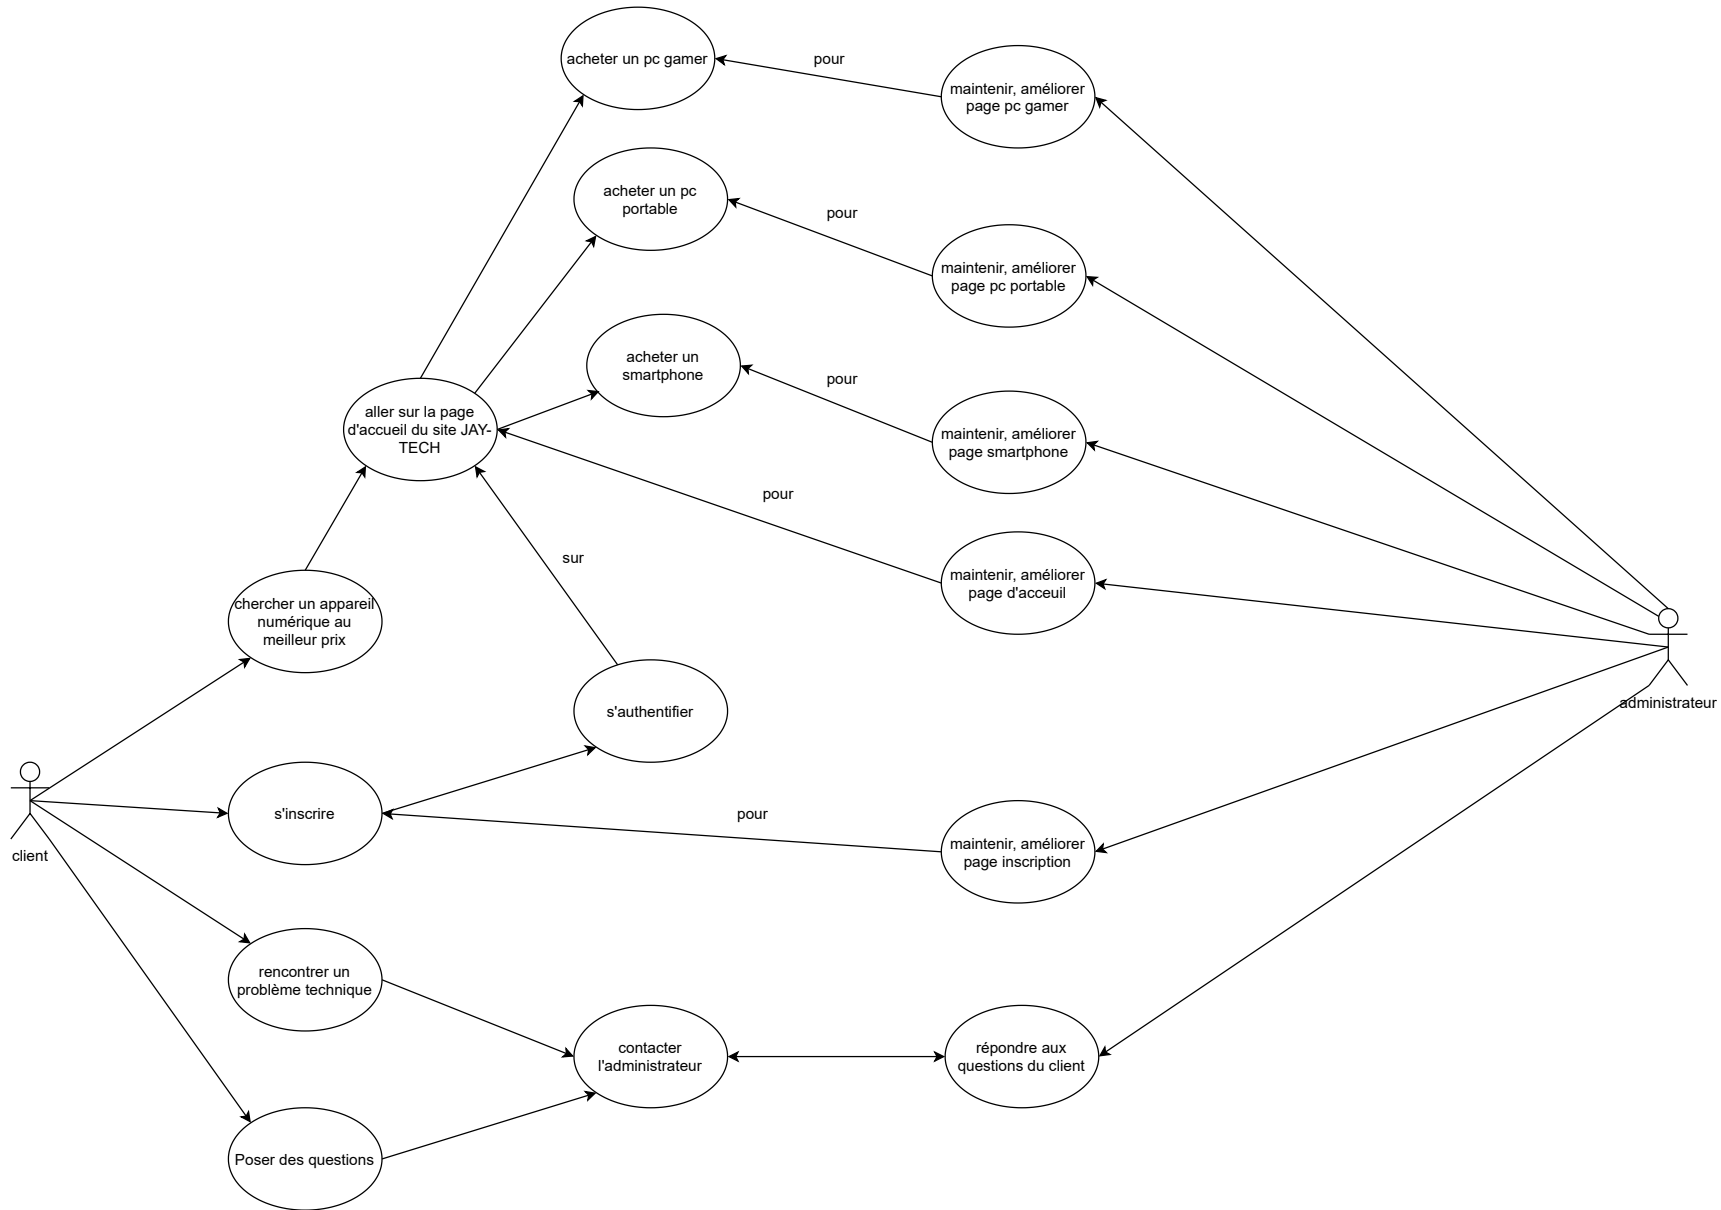 acheter un pc gamer
pour
maintenir, améliorer
page pc gamer
acheter un pc
portable
pour
maintenir, améliorer
page pc portable
acheter un
smartphone
pour
maintenir, améliorer
page smartphone
aller sur la page
d'accueil du site JAY-
TECH
pour
sur
maintenir, améliorer
page d'acceuil
chercher un appareil
numérique au
meilleur prix
s'authentifier
administrateur
s'inscrire
pour
client
maintenir, améliorer
page inscription
rencontrer un
problème technique
contacter
l'administrateur
répondre aux
questions du client
Poser des questions